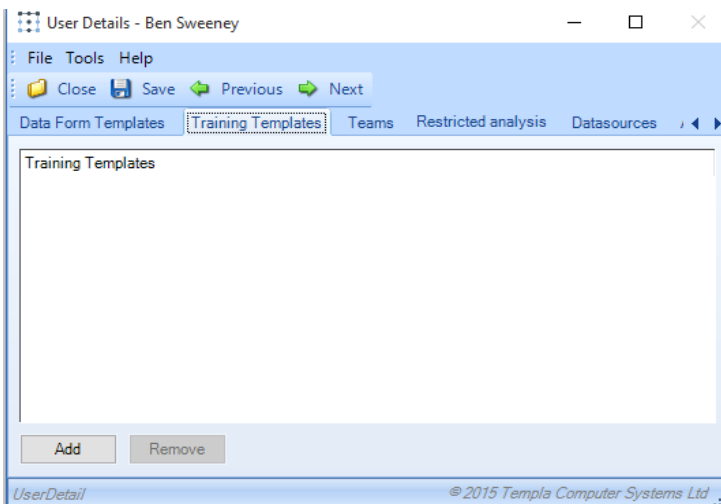 User Details - Ben Sweeney
File Tools Help
Close Save Previous Next
Data Form Templates Training Templates Teams Restricted analysis Datasources
Training Templates
Add Remove
UserDetail © 2015 Templa Computer Systems Ltd